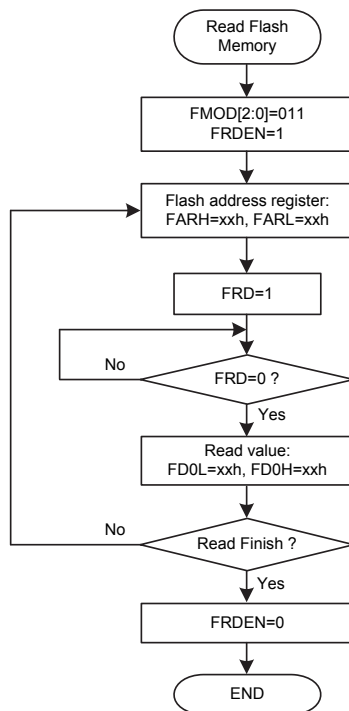 Read Flash
Memory
FMOD[2:0]=011
FRDEN=1
Flash address register:
FARH=xxh, FARL=xxh
FRD=1
No
FRD=0 ?
Yes
Read value:
FD0L=xxh, FD0H=xxh
No
Read Finish ?
Yes
FRDEN=0
END